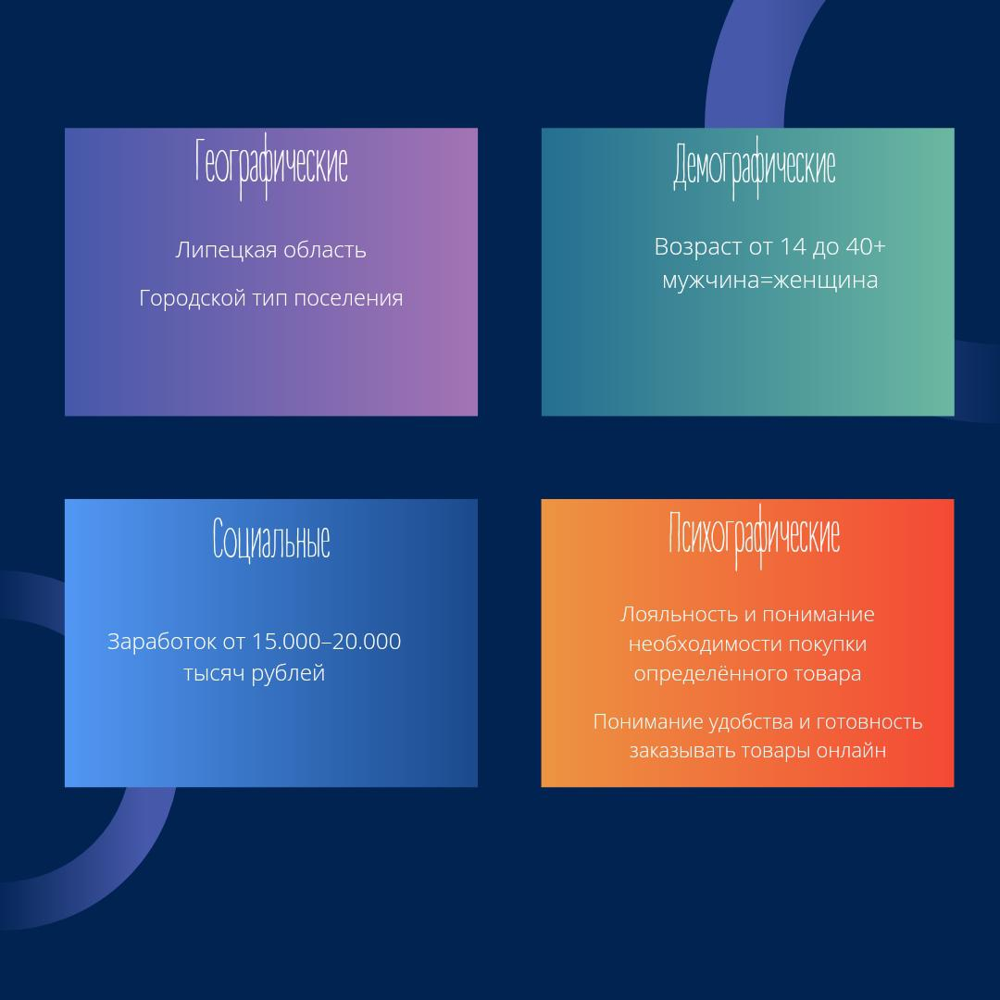 Географические
Липецкая область
Городской тип поселения
Демографические
Возраст от 14 до 40+
мужчина=женщина
Социальные
Заработок от 15.000–20.000
тысяч рублей
Психографические
Лояльность и понимание
необходимости покупки
определённого товара
Понимание удобства и готовность
заказывать товары онлайн